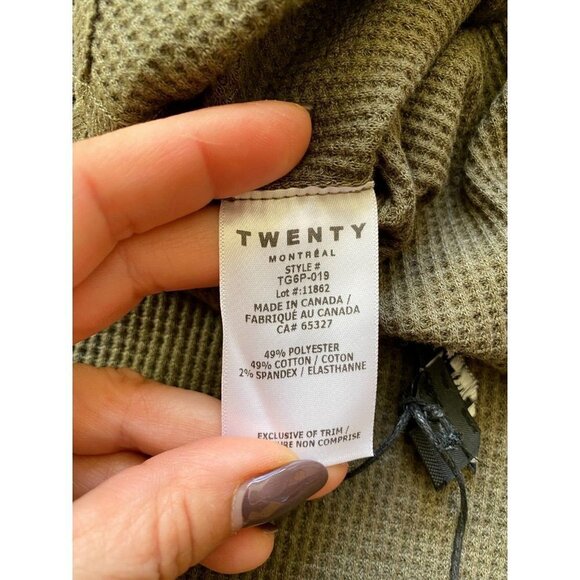 TWENTY
MONTRÉAL
STYLE #
TG6P-019
Lot #:11862
MADE IN CANADA /
FABRIQUÉ AU CANADA
CA# 65327
49% POLYESTER
49% COTTON / COTON
2% SPANDEX / ELASTHANNE
EXCLUSIVE OF TRIM /
NON COMPRISE